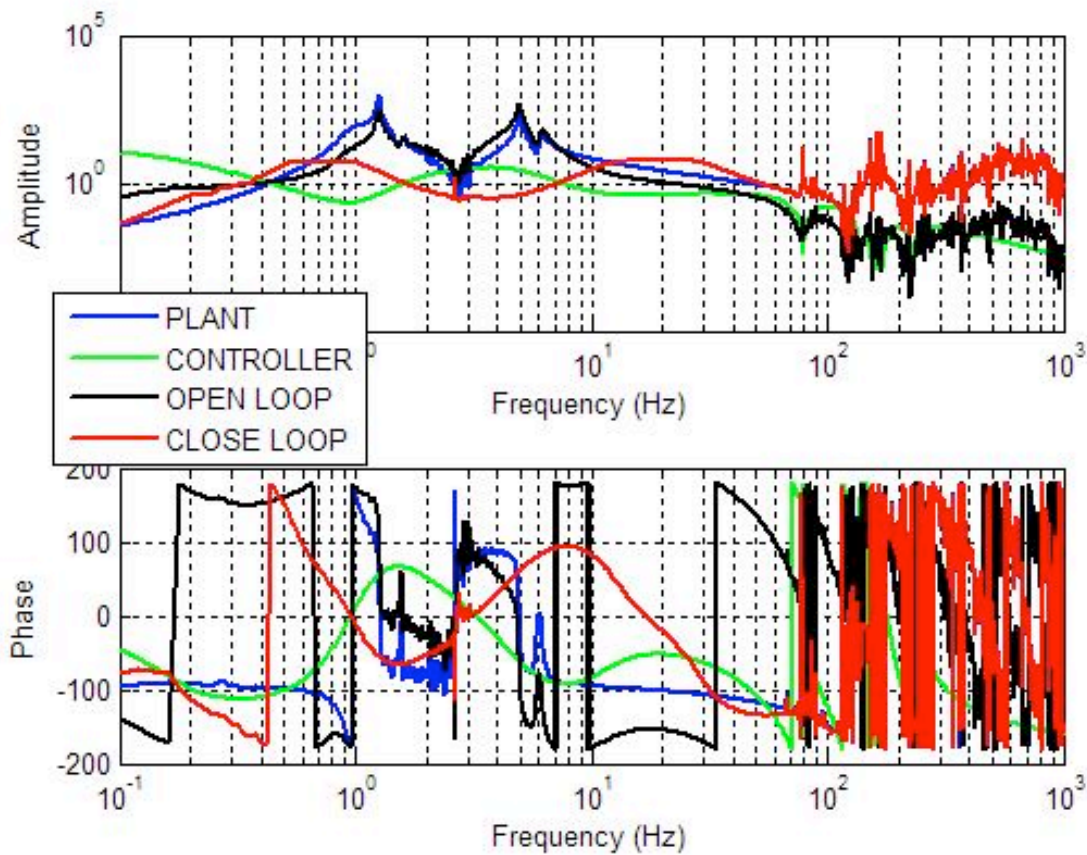 10^5
10^0
Amplitude
PLANT
CONTROLLER
OPEN LOOP
CLOSE LOOP
0 10^1 10^2 10^3
Frequency (Hz)
200
100
0
-100
-200
Phase
10^-1 10^0 10^1 10^2 10^3
Frequency (Hz)